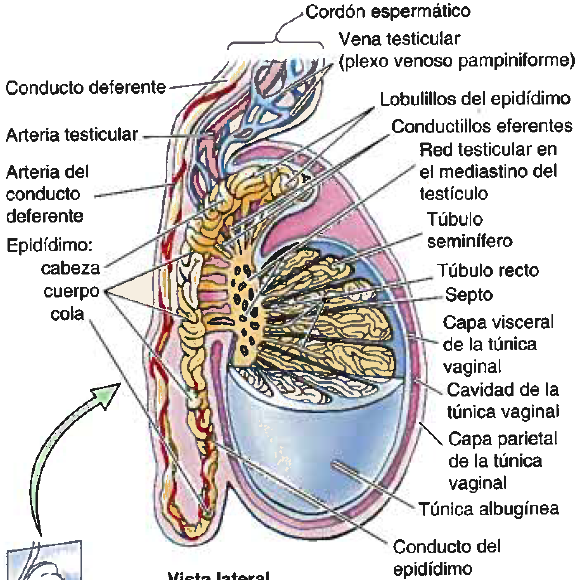 Cordón espermático
Vena testicular
(plexo venoso pampiniforme)
Conducto deferente
Lobulillos del epidídimo
Arteria testicular
Conductillos eferentes
Red testicular en
el mediastino del
testículo
Arteria del
conducto
deferente
Túbulo
seminífero
Epidídimo:
cabeza
cuerpo
cola
Túbulo recto
Septo
Capa visceral
de la túnica
vaginal
Cavidad de la
túnica vaginal
Capa parietal
de la túnica
vaginal
Túnica albugínea
Conducto del
epidídimo
Vista lateral